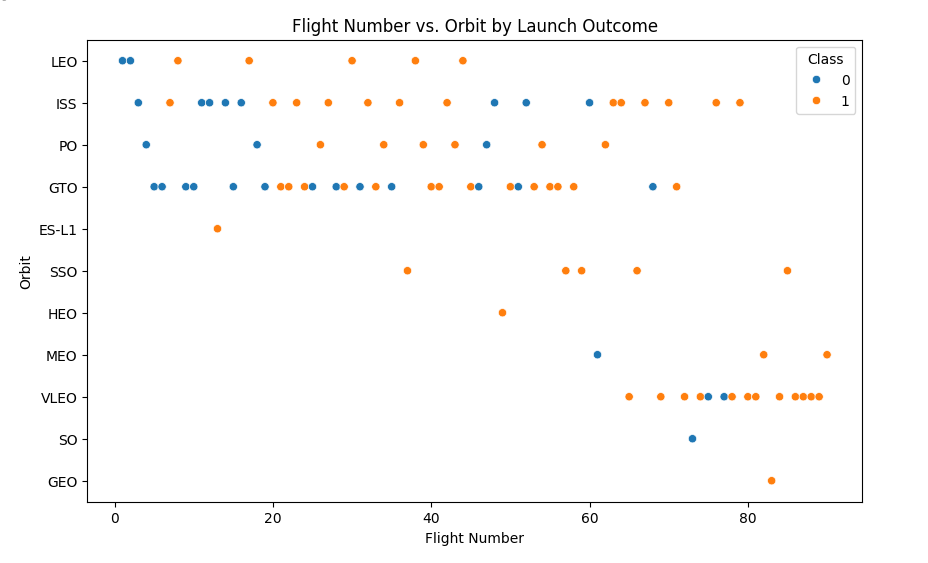 Flight Number vs. Orbit by Launch Outcome
Class
0
1
Orbit
LEO
ISS
PO
GTO
ES-L1
SSO
HEO
MEO
VLEO
SO
GEO
0 20 40 60 80
Flight Number